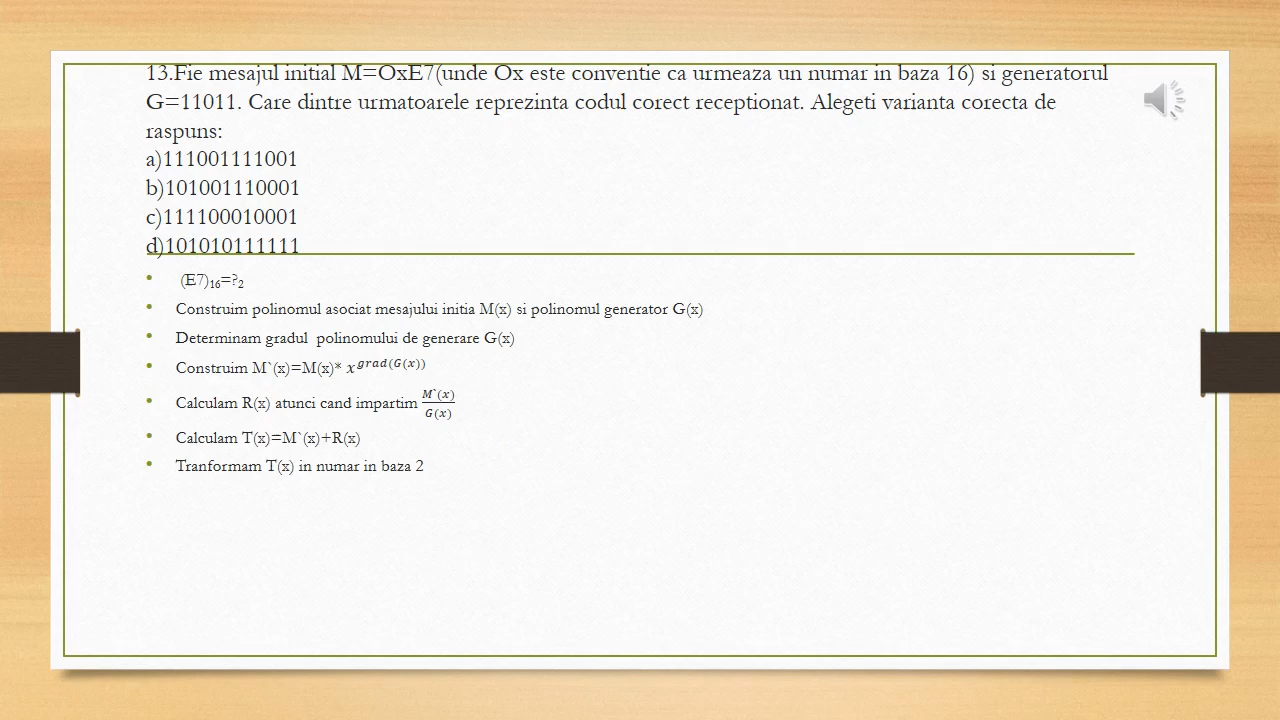 13.Fie mesajul initial M=OxE7(unde Ox este conventie ca urmeaza un numar in baza 16) si generatorul
G=11011. Care dintre urmatoarele reprezinta codul corect receptionat. Alegeti varianta corecta de
raspuns:
a)111001111001
b)101001110001
c)111100010001
d)101010111111
• (E7)₁₆=?₂
• Construim polinomul asociat mesajului initia M(x) si polinomul generator G(x)
• Determinam gradul polinomului de generare G(x)
• Construim M`(x)=M(x)* x^grad(G(x))
• Calculam R(x) atunci cand impartim M`(x)/G(x)
• Calculam T(x)=M`(x)+R(x)
• Tranformam T(x) in numar in baza 2